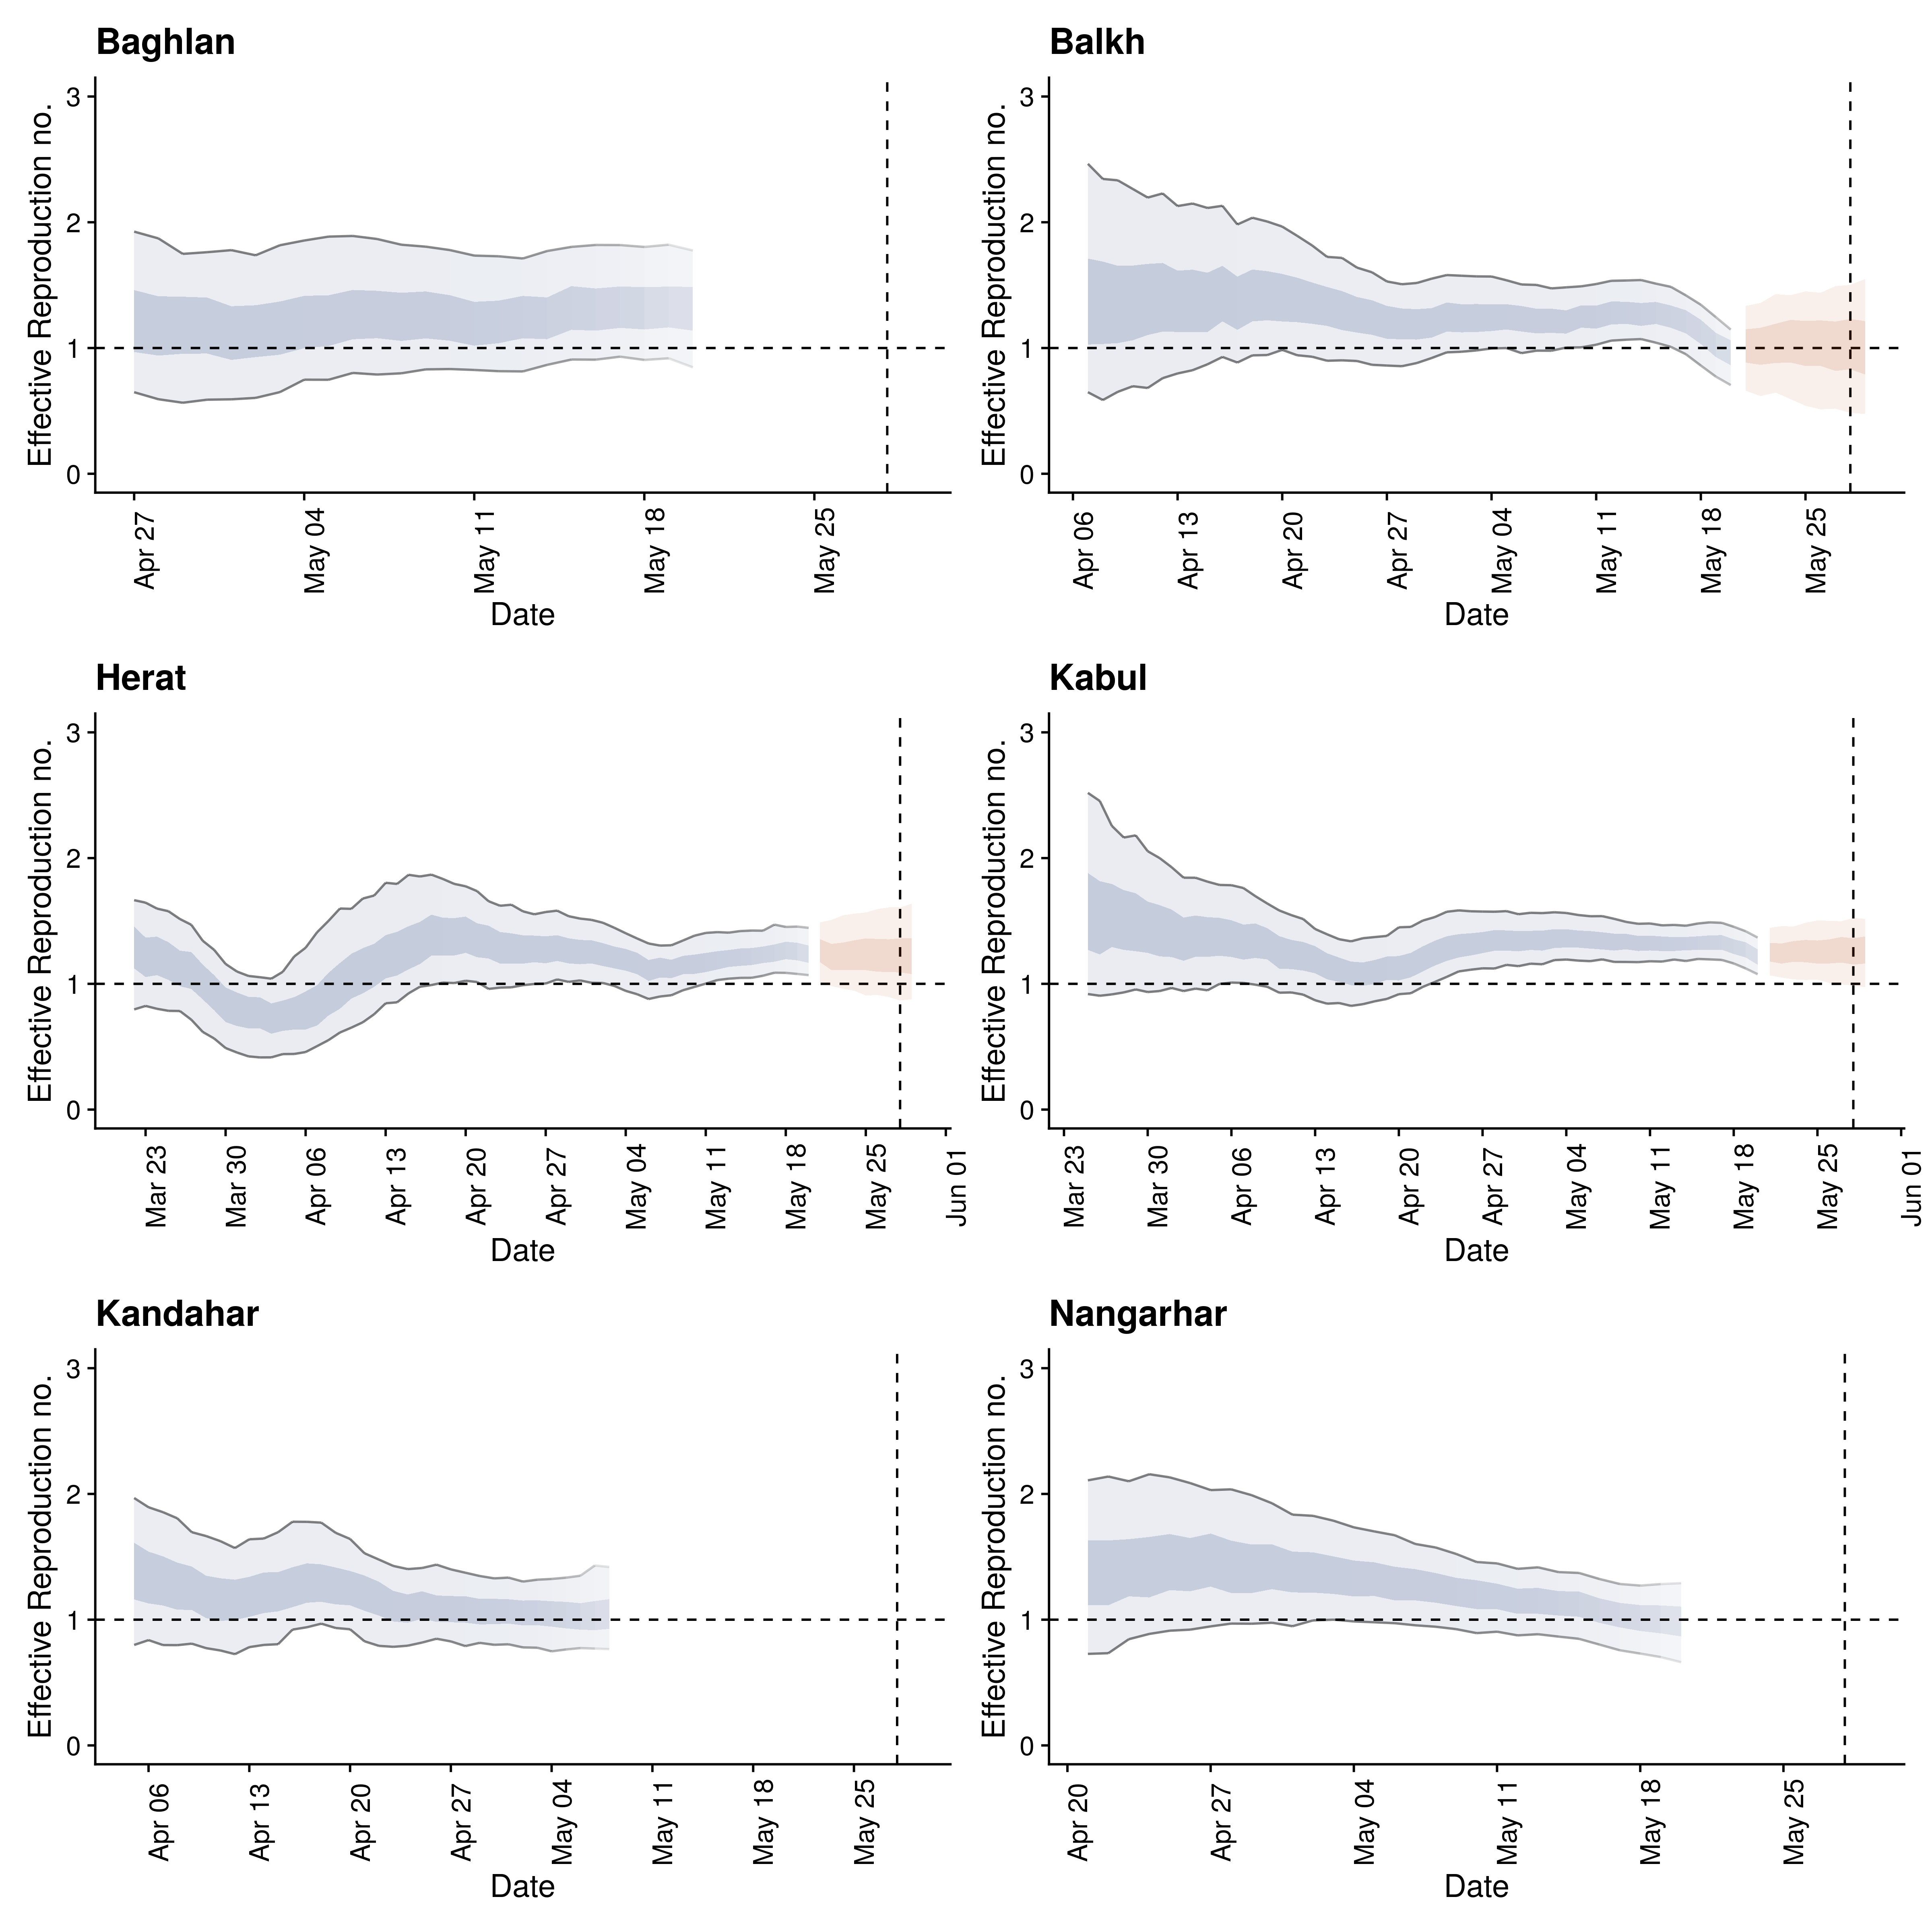 Baghlan
Effective Reproduction no.
3
2
1
0
Apr 27
May 04
May 11
May 18
May 25
Date
Balkh
Effective Reproduction no.
3
2
1
0
Apr 06
Apr 13
Apr 20
Apr 27
May 04
May 11
May 18
May 25
Date
Herat
Effective Reproduction no.
3
2
1
0
Mar 23
Mar 30
Apr 06
Apr 13
Apr 20
Apr 27
May 04
May 11
May 18
May 25
Jun 01
Date
Kabul
Effective Reproduction no.
3
2
1
0
Mar 23
Mar 30
Apr 06
Apr 13
Apr 20
Apr 27
May 04
May 11
May 18
May 25
Jun 01
Date
Kandahar
Effective Reproduction no.
3
2
1
0
Apr 06
Apr 13
Apr 20
Apr 27
May 04
May 11
May 18
May 25
Date
Nangarhar
Effective Reproduction no.
3
2
1
0
Apr 20
Apr 27
May 04
May 11
May 18
May 25
Date